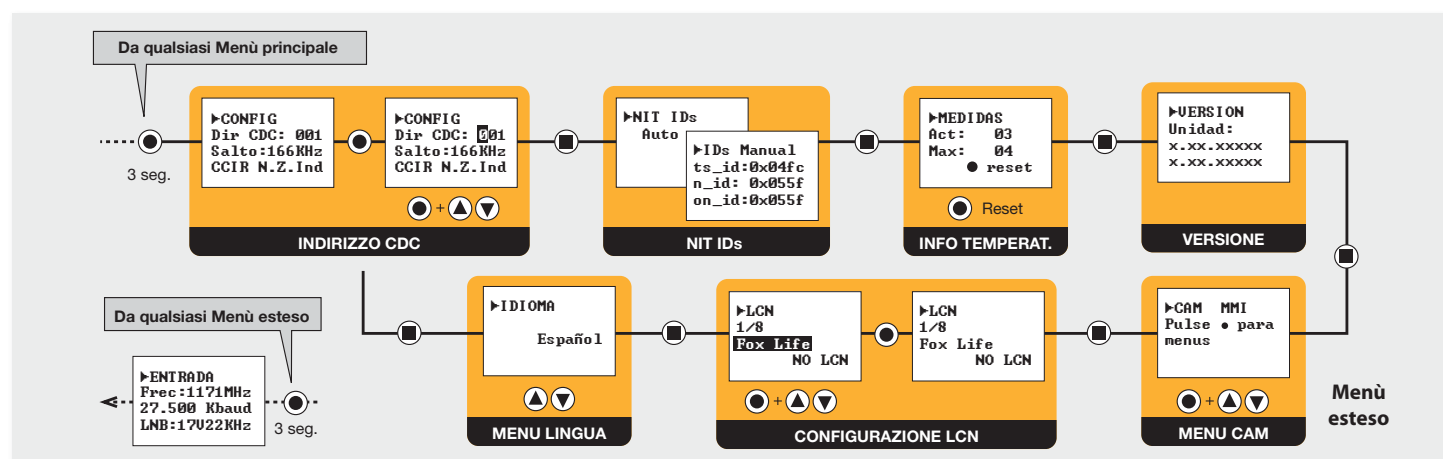 Da qualsiasi Menù principale
3 seg.
►CONFIG
Dir CDC: 001
Salto:166KHz
CCIR N.Z.Ind
►CONFIG
Dir CDC: 001
Salto:166KHz
CCIR N.Z.Ind
+
INDIRIZZO CDC
►NIT IDs
Auto
►IDs Manual
ts_id:0x04fc
n_id: 0x055f
on_id:0x055f
NIT IDs
►MEDIDAS
Act: 03
Max: 04
● reset
Reset
INFO TEMPERAT.
►VERSION
Unidad:
x.xx.xxxxx
x.xx.xxxxx
VERSIONE
Da qualsiasi Menù esteso
►ENTRADA
Frec:1171MHz
27.500 Kbaud
LNB:17V22KHz
3 seg.
►IDIOMA
Español
MENU LINGUA
►LCN
1/8
Fox Life
NO LCN
+
►LCN
1/8
Fox Life
NO LCN
CONFIGURAZIONE LCN
►CAM MMI
Pulse ● para
menus
+
MENU CAM
Menù
esteso